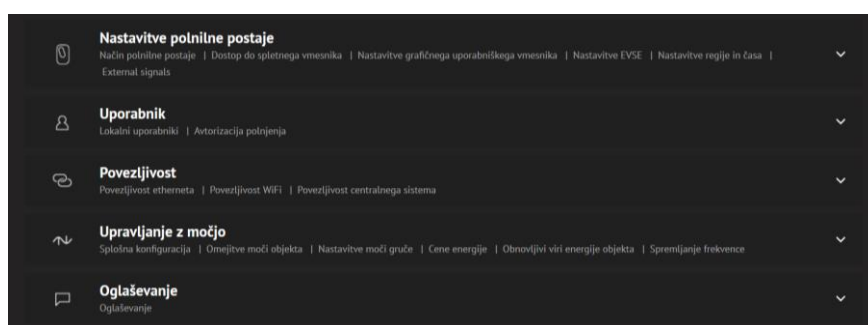 Nastavitve polnilne postaje
Način polnilne postaje | Dostop do spletnega vmesnika | Nastavitve grafičnega uporabniškega vmesnika | Nastavitve EVSE | Nastavitve regije in časa |
External signals
Uporabnik
Lokalni uporabniki | Avtorizacija polnjenja
Povezljivost
Povezljivost etherneta | Povezljivost WiFi | Povezljivost centralnega sistema
Upravljanje z močjo
Splošna konfiguracija | Omejitve moči objekta | Nastavitve moči gruče | Cene energije | Obnovljivi viri energije objekta | Spremljanje frekvence
Oglaševanje
Oglaševanje